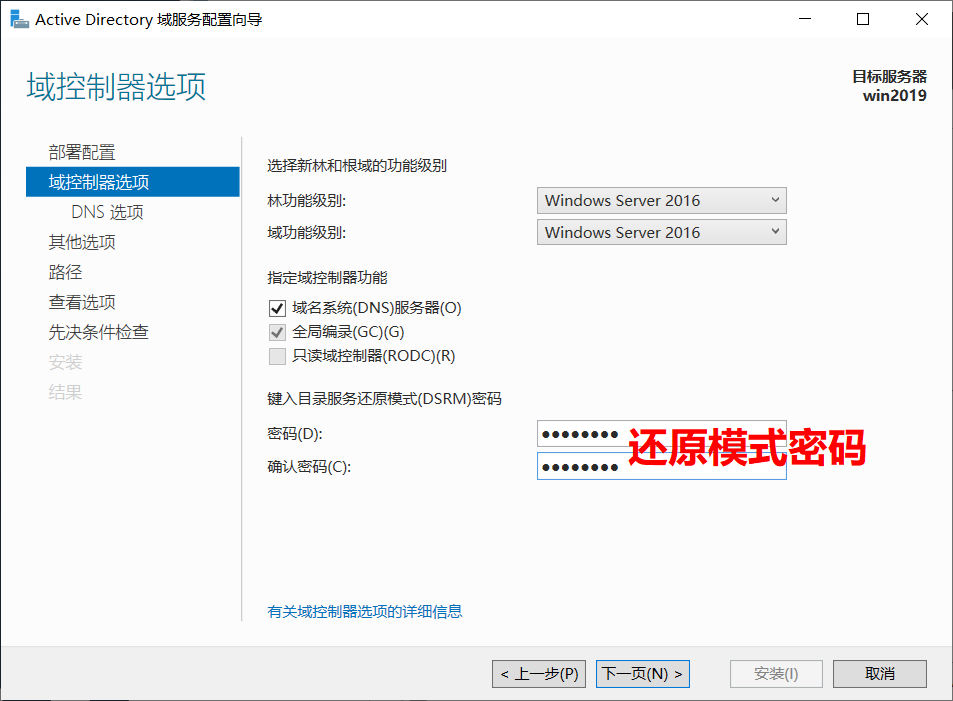 Active Directory 域服务配置向导
域控制器选项
目标服务器
win2019
部署配置
域控制器选项
DNS 选项
其他选项
路径
查看选项
先决条件检查
安装
结果
选择新林和根域的功能级别
林功能级别: Windows Server 2016
域功能级别: Windows Server 2016
指定域控制器功能
域名系统(DNS)服务器(O)
全局编录(GC)(G)
只读域控制器(RODC)(R)
键入目录服务还原模式(DSRM)密码
密码(D): ●●●●●●●●
还原模式密码
确认密码(C): ●●●●●●●●
有关域控制器选项的详细信息
< 上一步(P) 下一页(N) > 安装(I) 取消